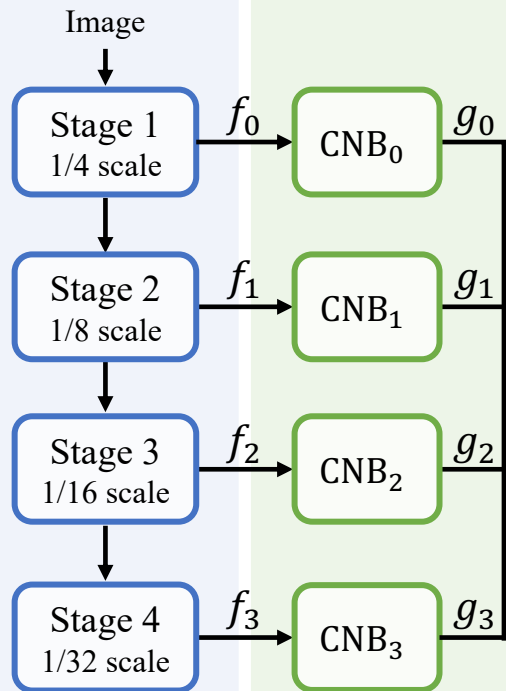 Image
Stage 1
1/4 scale
f₀
CNB₀
g₀
Stage 2
1/8 scale
f₁
CNB₁
g₁
Stage 3
1/16 scale
f₂
CNB₂
g₂
Stage 4
1/32 scale
f₃
CNB₃
g₃